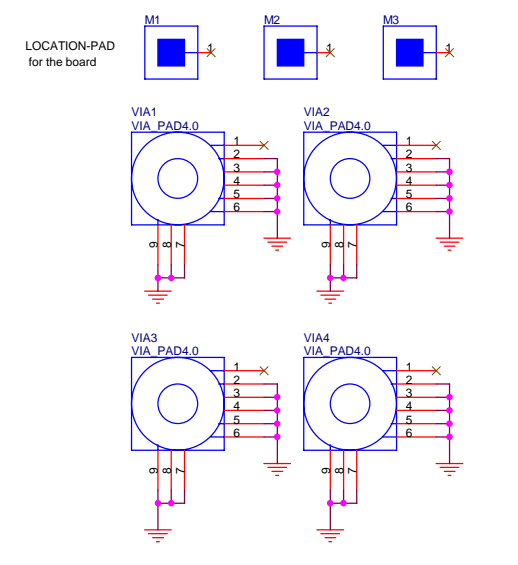 M1 M2 M3
LOCATION-PAD
for the board
1 1 1
VIA1 VIA2
VIA_PAD4.0 VIA_PAD4.0
1 1
2 2
3 3
4 4
5 5
6 6
9 8 7 9 8 7
VIA3 VIA4
VIA_PAD4.0 VIA_PAD4.0
1 1
2 2
3 3
4 4
5 5
6 6
9 8 7 9 8 7